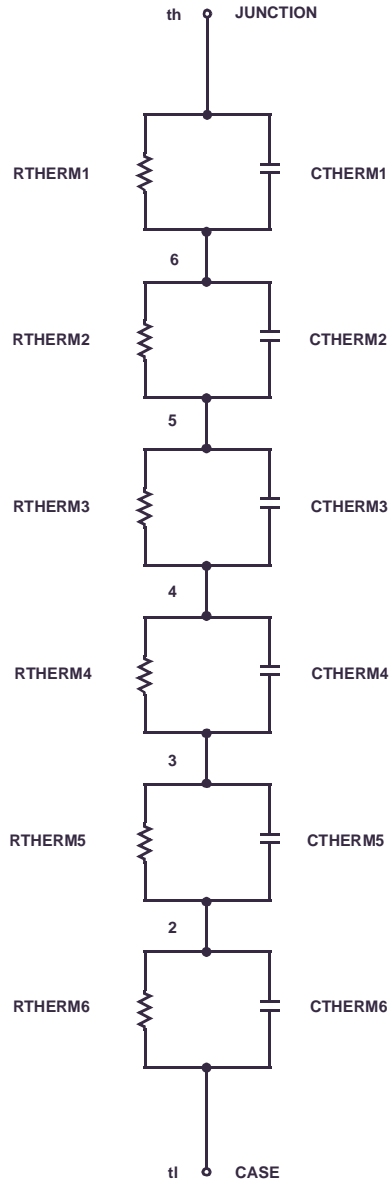 th JUNCTION
RTHERM1 CTHERM1
6
RTHERM2 CTHERM2
5
RTHERM3 CTHERM3
4
RTHERM4 CTHERM4
3
RTHERM5 CTHERM5
2
RTHERM6 CTHERM6
tl CASE